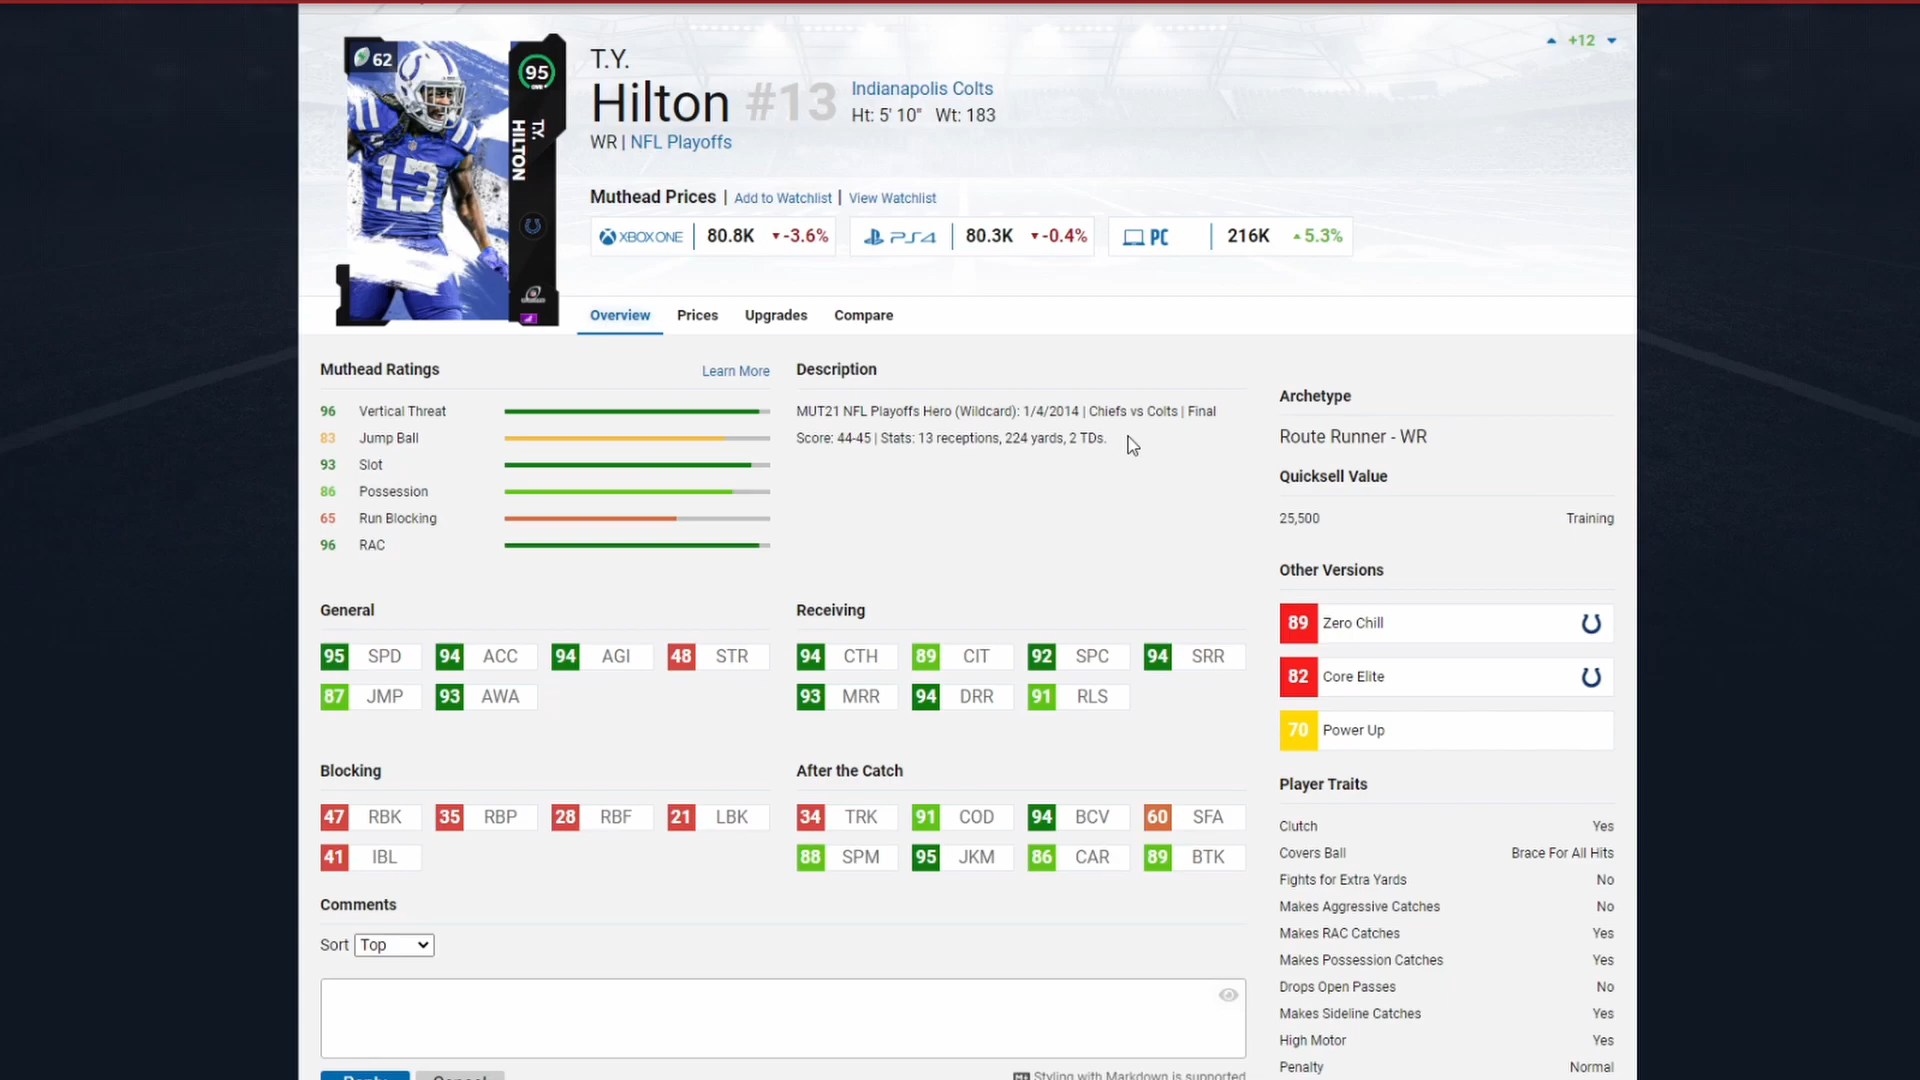 62
95
OVR
T.Y.
HILTON
13
T.Y.
Hilton #13
Indianapolis Colts
Ht: 5' 10" Wt: 183
WR | NFL Playoffs
+12
Muthead Prices | Add to Watchlist | View Watchlist
XBOX ONE 80.8K -3.6%
PS4 80.3K -0.4%
PC 216K 5.3%
Overview Prices Upgrades Compare
Muthead Ratings Learn More
96 Vertical Threat
83 Jump Ball
93 Slot
86 Possession
65 Run Blocking
96 RAC
Description
MUT21 NFL Playoffs Hero (Wildcard): 1/4/2014 | Chiefs vs Colts | Final
Score: 44-45 | Stats: 13 receptions, 224 yards, 2 TDs.
Archetype
Route Runner - WR
Quicksell Value
25,500 Training
Other Versions
89 Zero Chill
82 Core Elite
70 Power Up
General
95 SPD 94 ACC 94 AGI 48 STR
87 JMP 93 AWA
Receiving
94 CTH 89 CIT 92 SPC 94 SRR
93 MRR 94 DRR 91 RLS
Blocking
47 RBK 35 RBP 28 RBF 21 LBK
41 IBL
After the Catch
34 TRK 91 COD 94 BCV 60 SFA
88 SPM 95 JKM 86 CAR 89 BTK
Player Traits
Clutch Yes
Covers Ball Brace For All Hits
Fights for Extra Yards No
Makes Aggressive Catches No
Makes RAC Catches Yes
Makes Possession Catches Yes
Drops Open Passes No
Makes Sideline Catches Yes
High Motor Yes
Penalty Normal
Comments
Sort Top
Reply Cancel
Styling with Markdown is supported